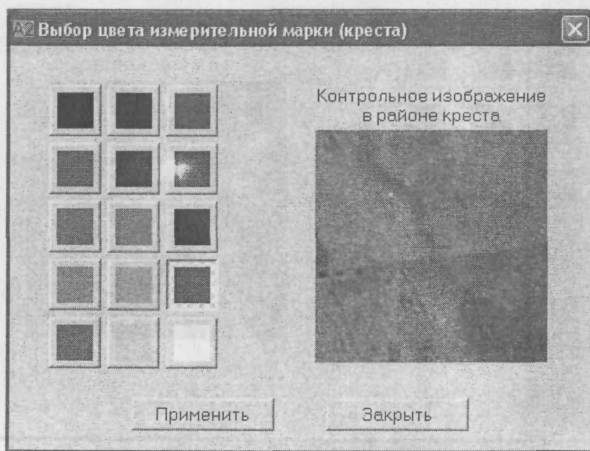 Выбор цвета измерительной марки (креста)
Контрольное изображение
в районе креста
Применить
Закрыть